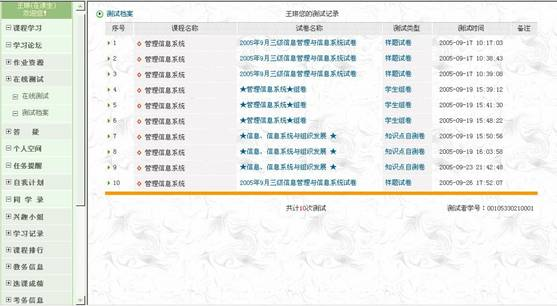 王琳(在读生)
欢迎您!
课程学习
学习论坛
作业资源
在线测试
在线测试
测试档案
答 疑
个人空间
任务提醒
自我计划
同 学 录
兴趣小组
学习记录
课程排行
教务信息
选课成绩
考务信息
测试档案 王琳您的测试记录
序号 课程名称 试卷名称 测试类型 测试时间 备注
1 管理信息系统 2005年9月三级信息管理与信息系统试卷 样题试卷 2005-09-17 10:17:03
2 管理信息系统 2005年9月三级信息管理与信息系统试卷 样题试卷 2005-09-17 10:38:43
3 管理信息系统 2005年9月三级信息管理与信息系统试卷 样题试卷 2005-09-17 10:39:08
4 管理信息系统 ★管理信息系统★组卷 学生组卷 2005-09-19 15:39:12
5 管理信息系统 ★管理信息系统★组卷 学生组卷 2005-09-19 15:41:30
6 管理信息系统 ★管理信息系统★组卷 学生组卷 2005-09-19 15:48:22
7 管理信息系统 ★信息、信息系统与组织发展 ★ 知识点自测卷 2005-09-19 15:50:56
8 管理信息系统 ★信息、信息系统与组织发展 ★ 知识点自测卷 2005-09-19 16:03:58
9 管理信息系统 ★信息、信息系统与组织发展 ★ 知识点自测卷 2005-09-23 21:42:48
10 管理信息系统 2005年9月三级信息管理与信息系统试卷 样题试卷 2005-09-26 17:52:07
共计10次测试 测试者学号：00105330210001